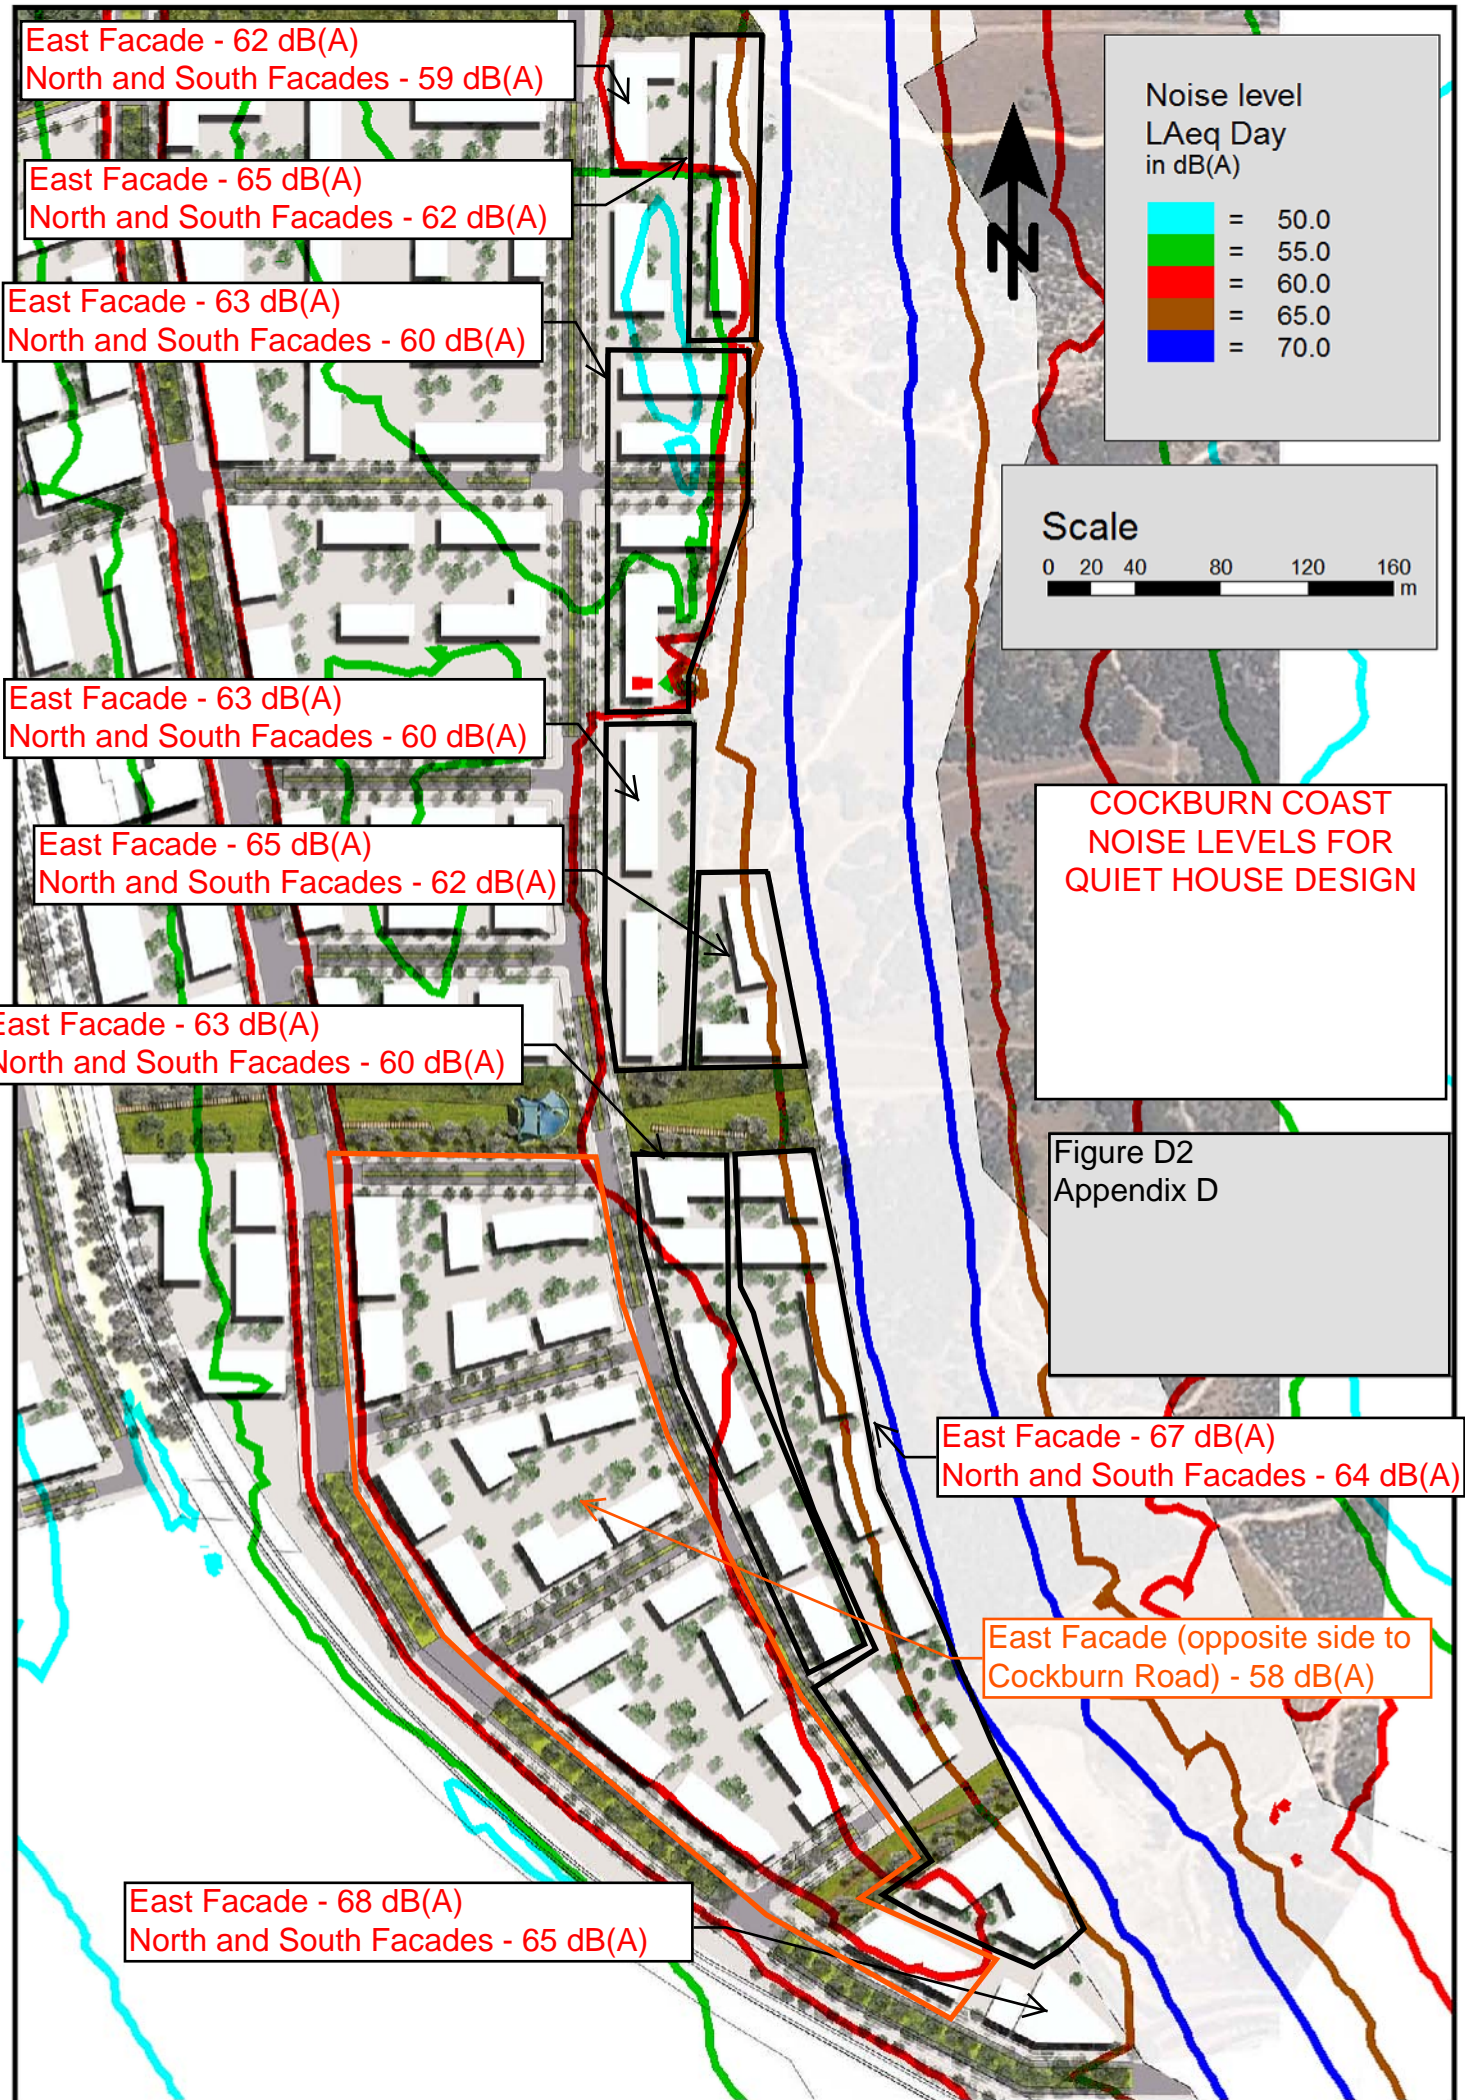 East Facade - 62 dB(A)
North and South Facades - 59 dB(A)
East Facade - 65 dB(A)
North and South Facades - 62 dB(A)
East Facade - 63 dB(A)
North and South Facades - 60 dB(A)
East Facade - 63 dB(A)
North and South Facades - 60 dB(A)
East Facade - 65 dB(A)
North and South Facades - 62 dB(A)
East Facade - 63 dB(A)
North and South Facades - 60 dB(A)
Noise level
LAeq Day
in dB(A)
= 50.0
= 55.0
= 60.0
= 65.0
= 70.0
N
Scale
0 20 40 80 120 160
m
COCKBURN COAST
NOISE LEVELS FOR
QUIET HOUSE DESIGN
Figure D2
Appendix D
East Facade - 67 dB(A)
North and South Facades - 64 dB(A)
East Facade (opposite side to
Cockburn Road) - 58 dB(A)
East Facade - 68 dB(A)
North and South Facades - 65 dB(A)